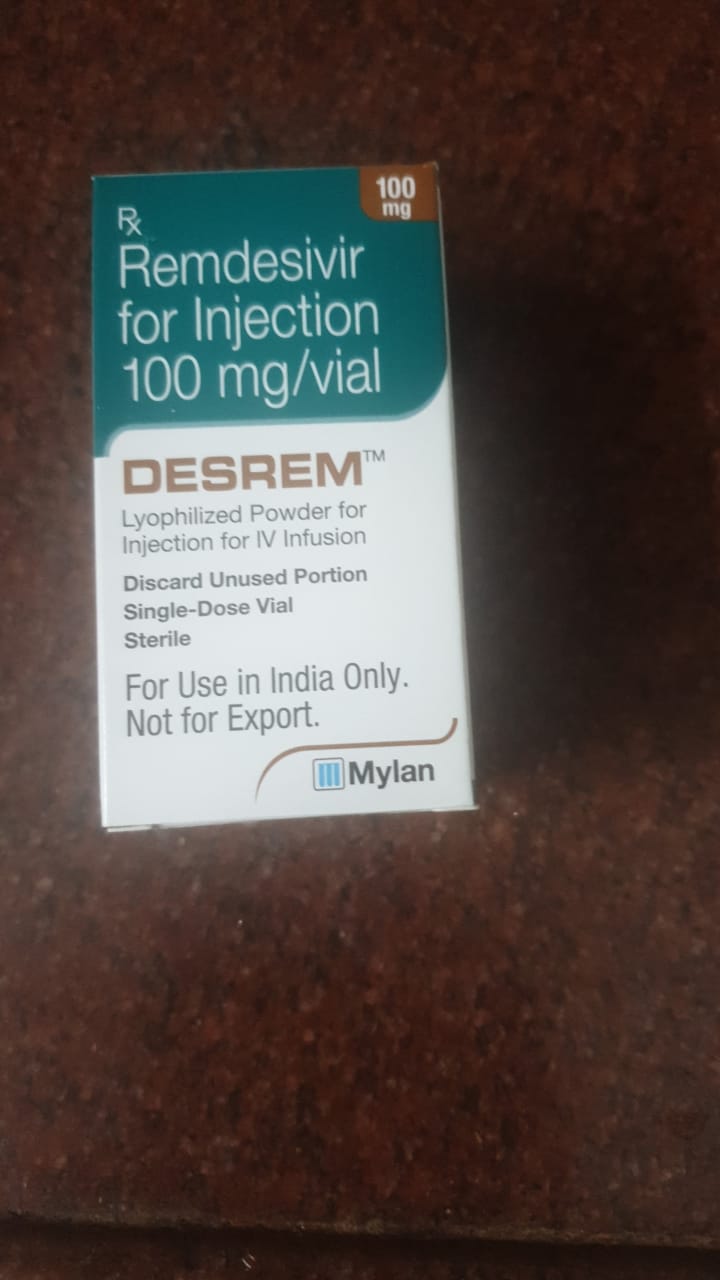 100
mg
Rx
Remdesivir
for Injection
100 mg/vial
DESREM™
Lyophilized Powder for
Injection for IV Infusion
Discard Unused Portion
Single-Dose Vial
Sterile
For Use in India Only.
Not for Export.
Mylan